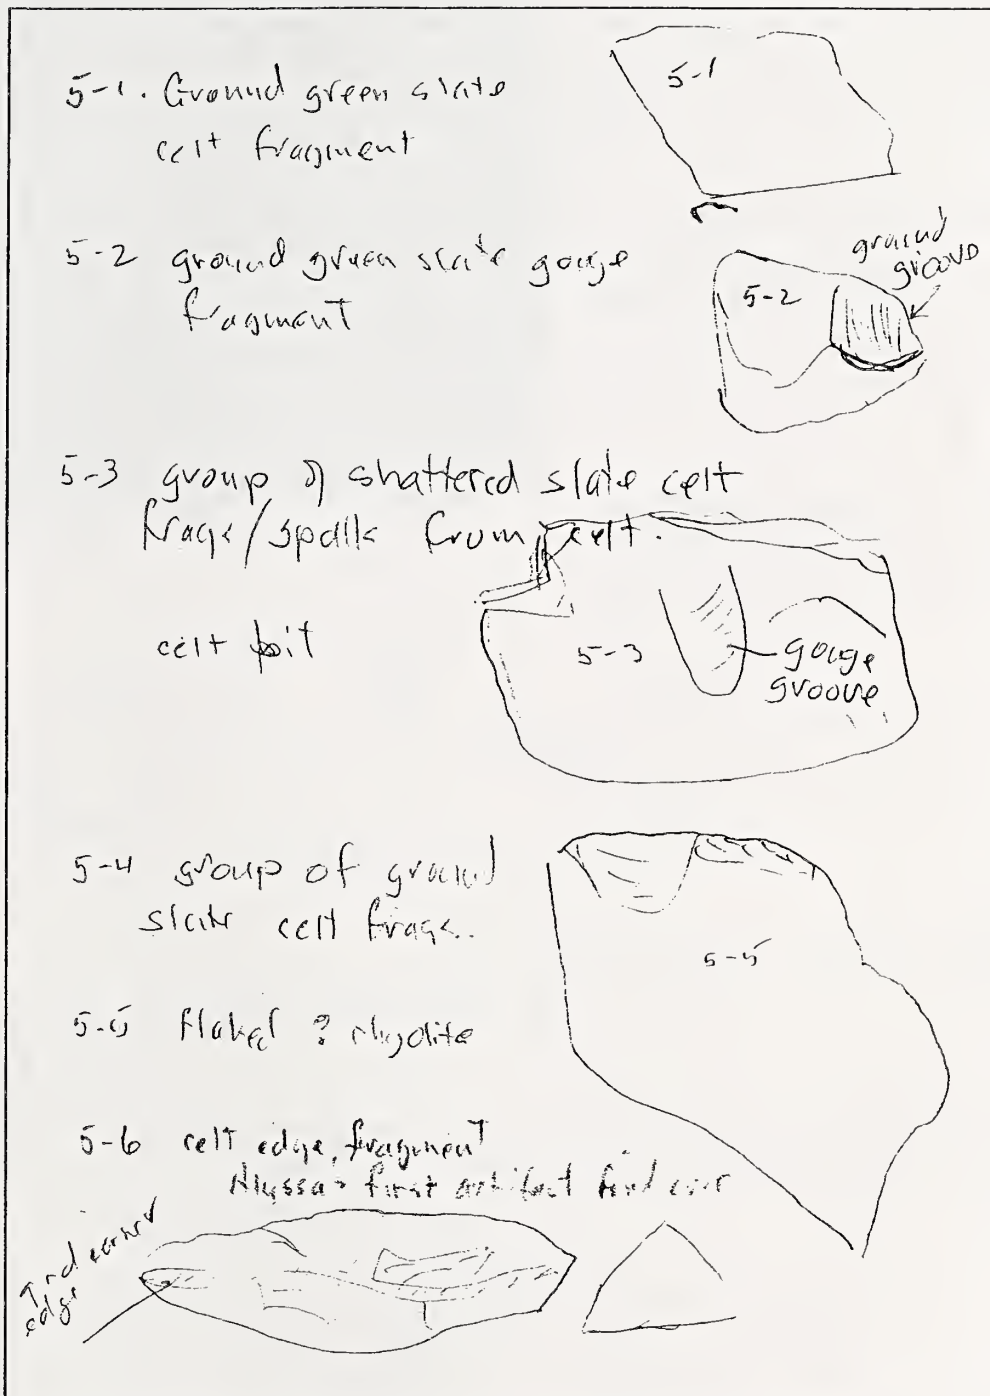 5-1. Ground green slate
celt fragment
5-1
5-2 ground green slate gouge
fragment
ground
groove
5-2
5-3 group of shattered slate celt
frags/spalls from celt.
celt bit
5-3
gouge
groove
5-4 group of ground
slate celt frags.
5-5
5-5 flaked ? rhyolite
5-6 celt edge, fragment
Alyssa's first artifact find ever
edge